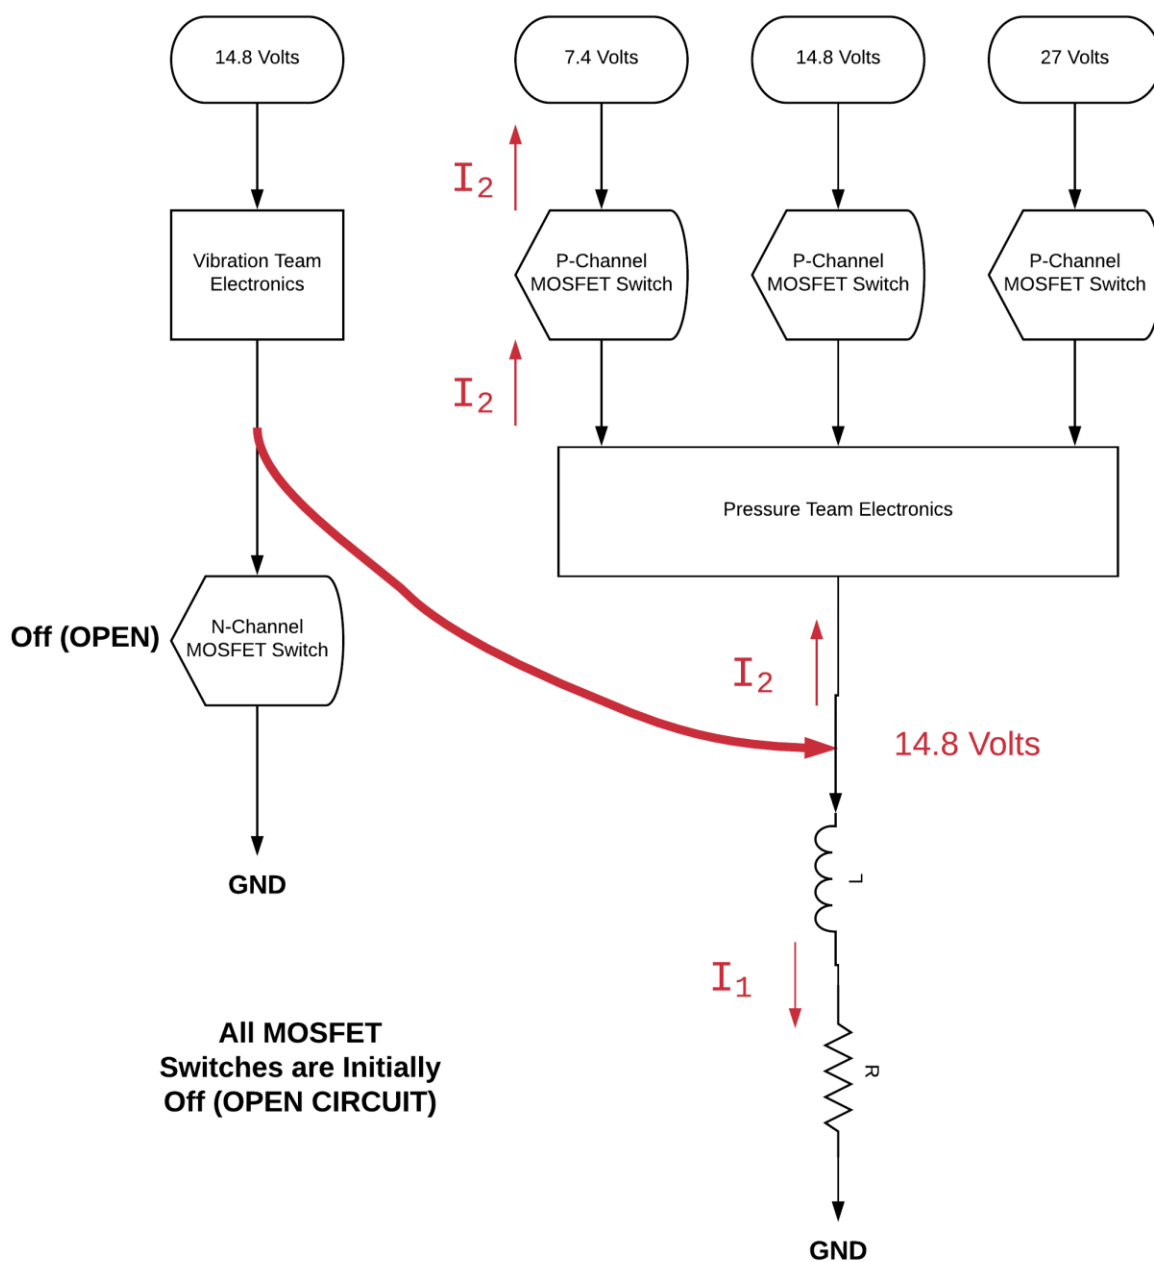 14.8 Volts
7.4 Volts
14.8 Volts
27 Volts
I2
Vibration Team
Electronics
P-Channel
MOSFET Switch
P-Channel
MOSFET Switch
P-Channel
MOSFET Switch
I2
Pressure Team Electronics
Off (OPEN)
N-Channel
MOSFET Switch
I2
14.8 Volts
L
GND
I1
R
All MOSFET
Switches are Initially
Off (OPEN CIRCUIT)
GND